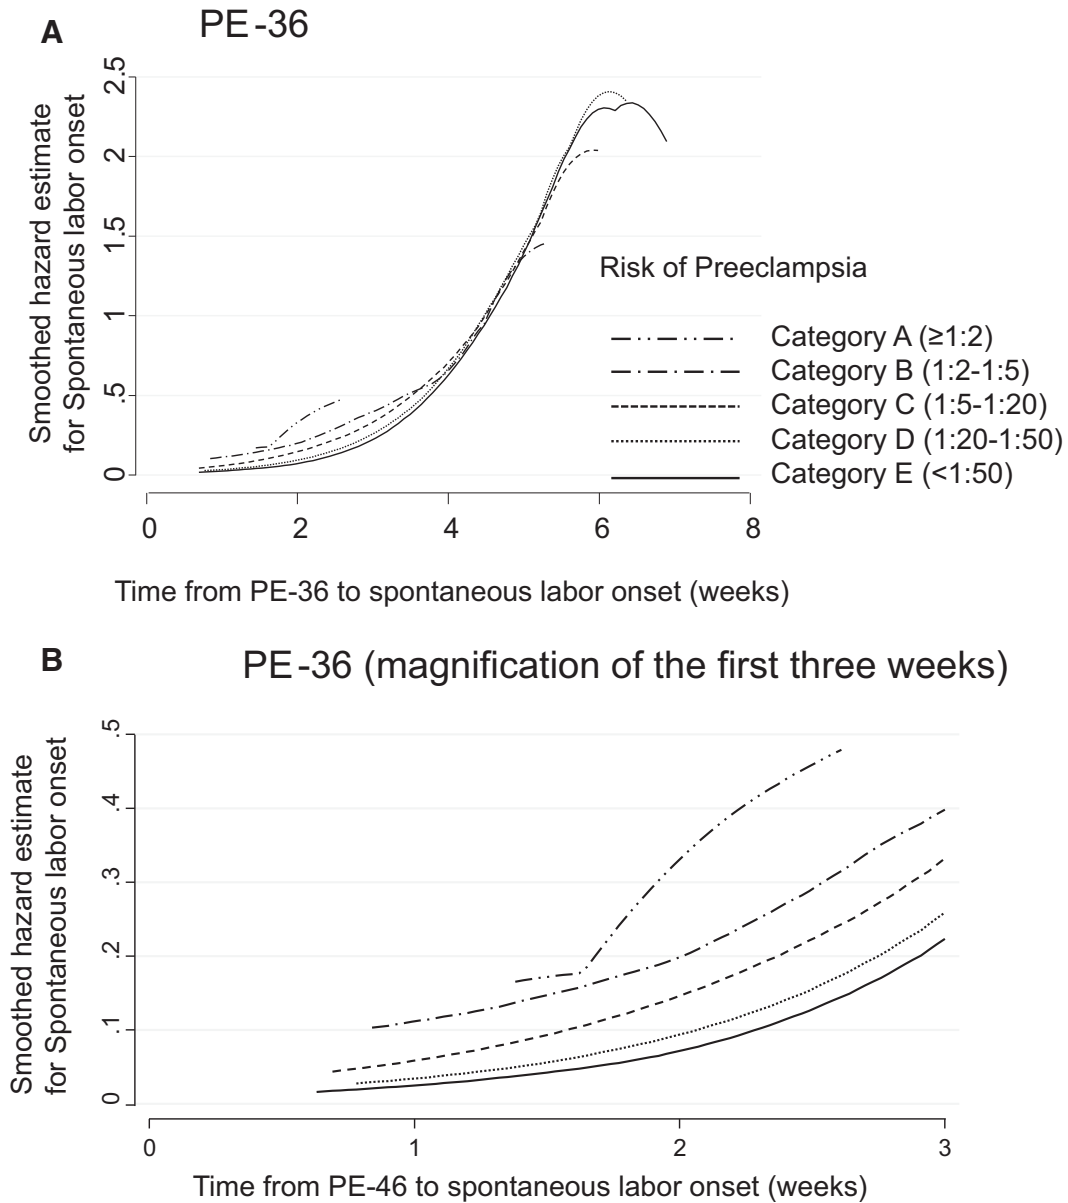 A
PE-36
Smoothed hazard estimate
for Spontaneous labor onset
2.5
2
1.5
1
.5
0
Risk of Preeclampsia
Category A (≥1:2)
Category B (1:2-1:5)
Category C (1:5-1:20)
Category D (1:20-1:50)
Category E (<1:50)
0 2 4 6 8
Time from PE-36 to spontaneous labor onset (weeks)
B
PE-36 (magnification of the first three weeks)
Smoothed hazard estimate
for Spontaneous labor onset
.5
.4
.3
.2
.1
0
0 1 2 3
Time from PE-46 to spontaneous labor onset (weeks)